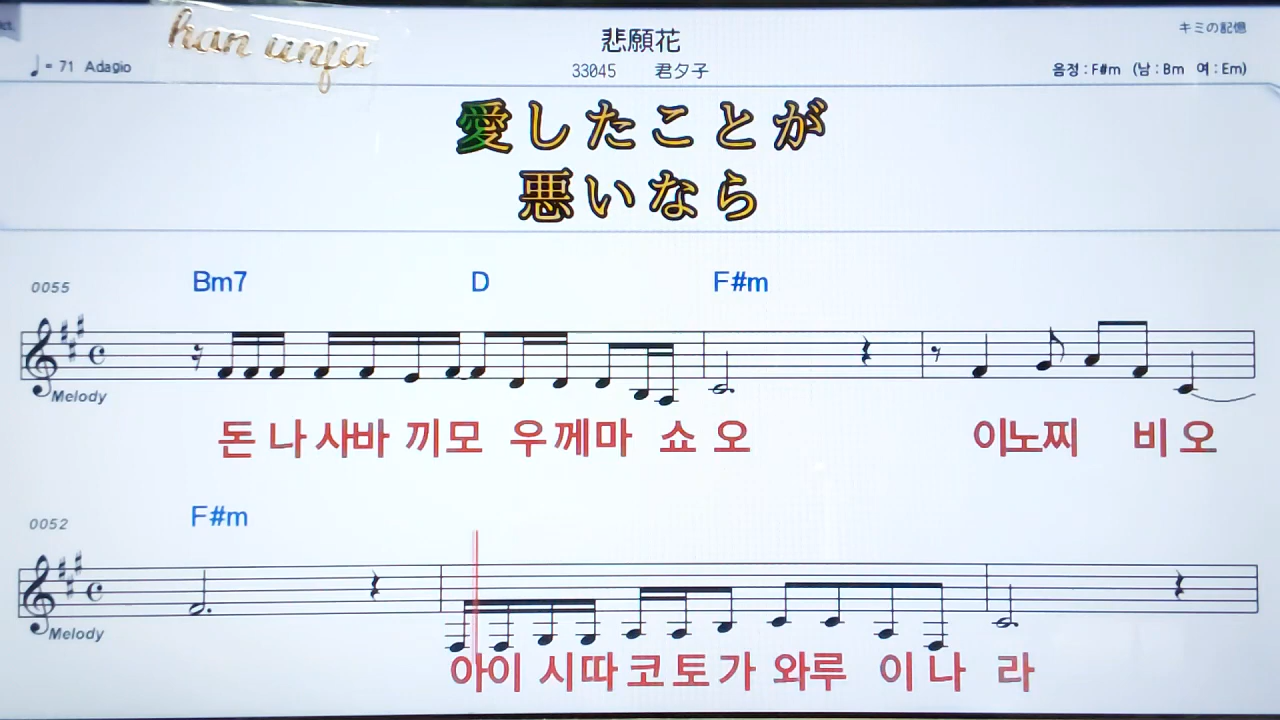 han unja
悲願花
キミの記憶
♩= 71 Adagio
33045 君夕子
음정 : F#m (남 : Bm 여 : Em)
愛したことが
悪いなら
0055
Bm7 D F#m
Melody
돈 나 사바 끼모 우께마 쇼 오 이노찌 비 오
0052
F#m
Melody
아이 시따 코토가 와루 이나 라